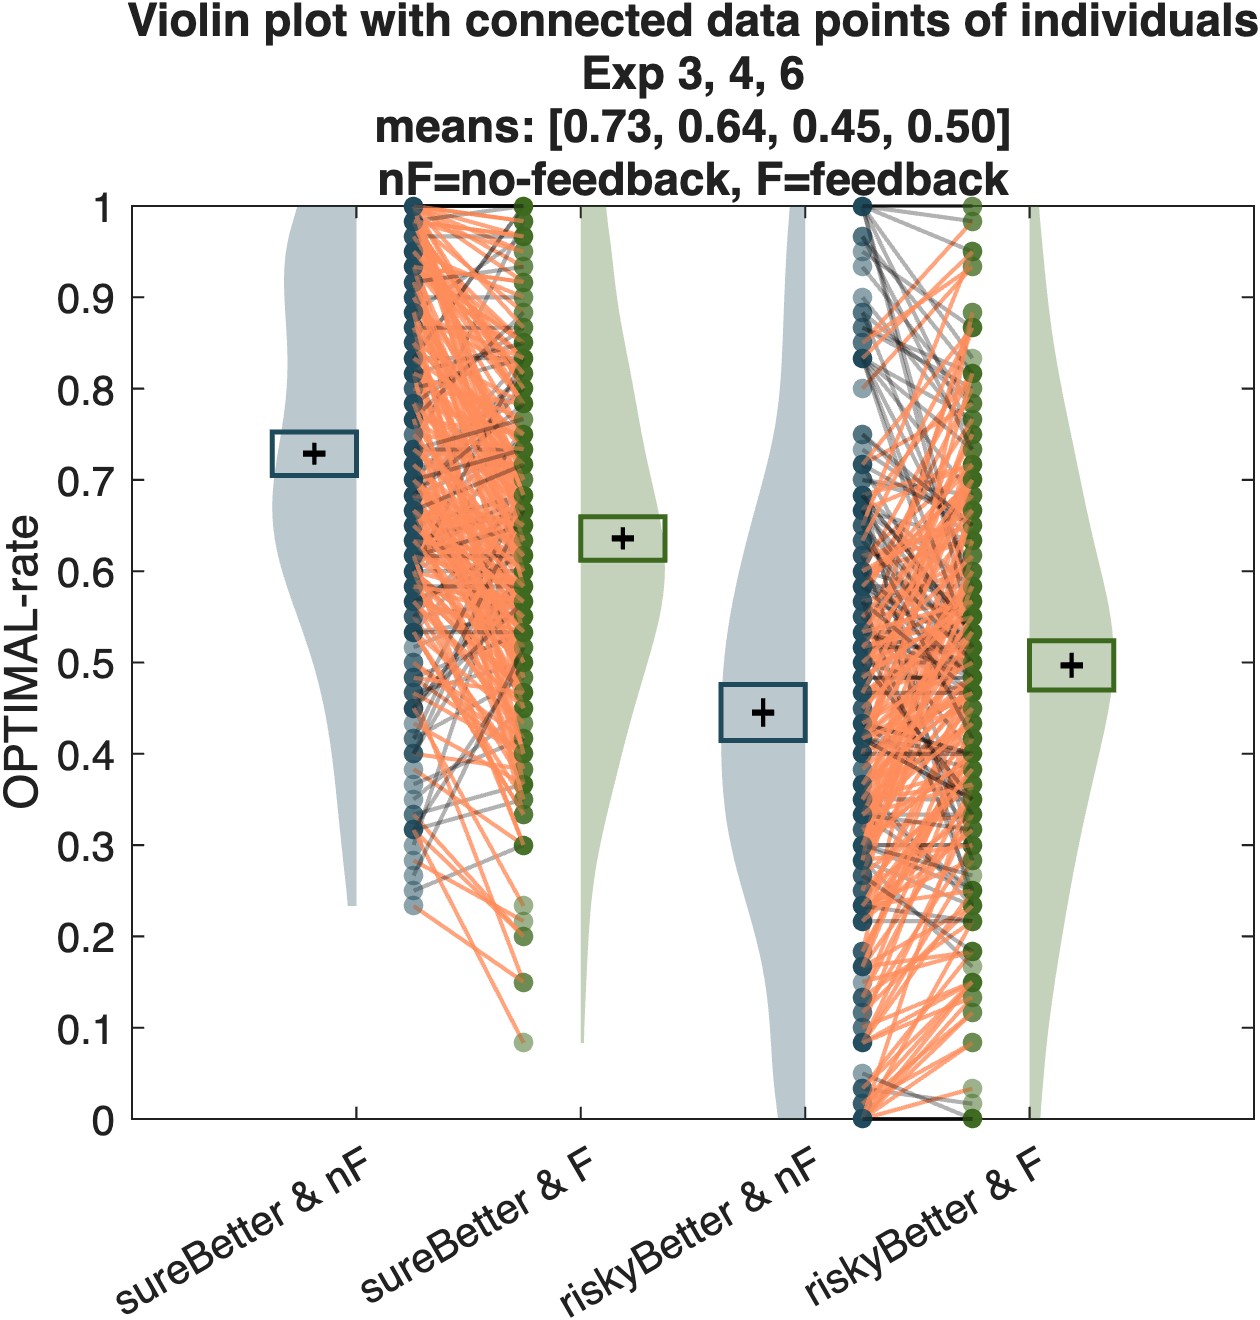 Violin plot with connected data points of individuals
Exp 3, 4, 6
means: [0.73, 0.64, 0.45, 0.50]
nF=no-feedback, F=feedback
1
0.9
0.8
0.7
0.6
0.5
0.4
0.3
0.2
0.1
0
OPTIMAL-rate
sureBetter & nF
sureBetter & F
riskyBetter & nF
riskyBetter & F